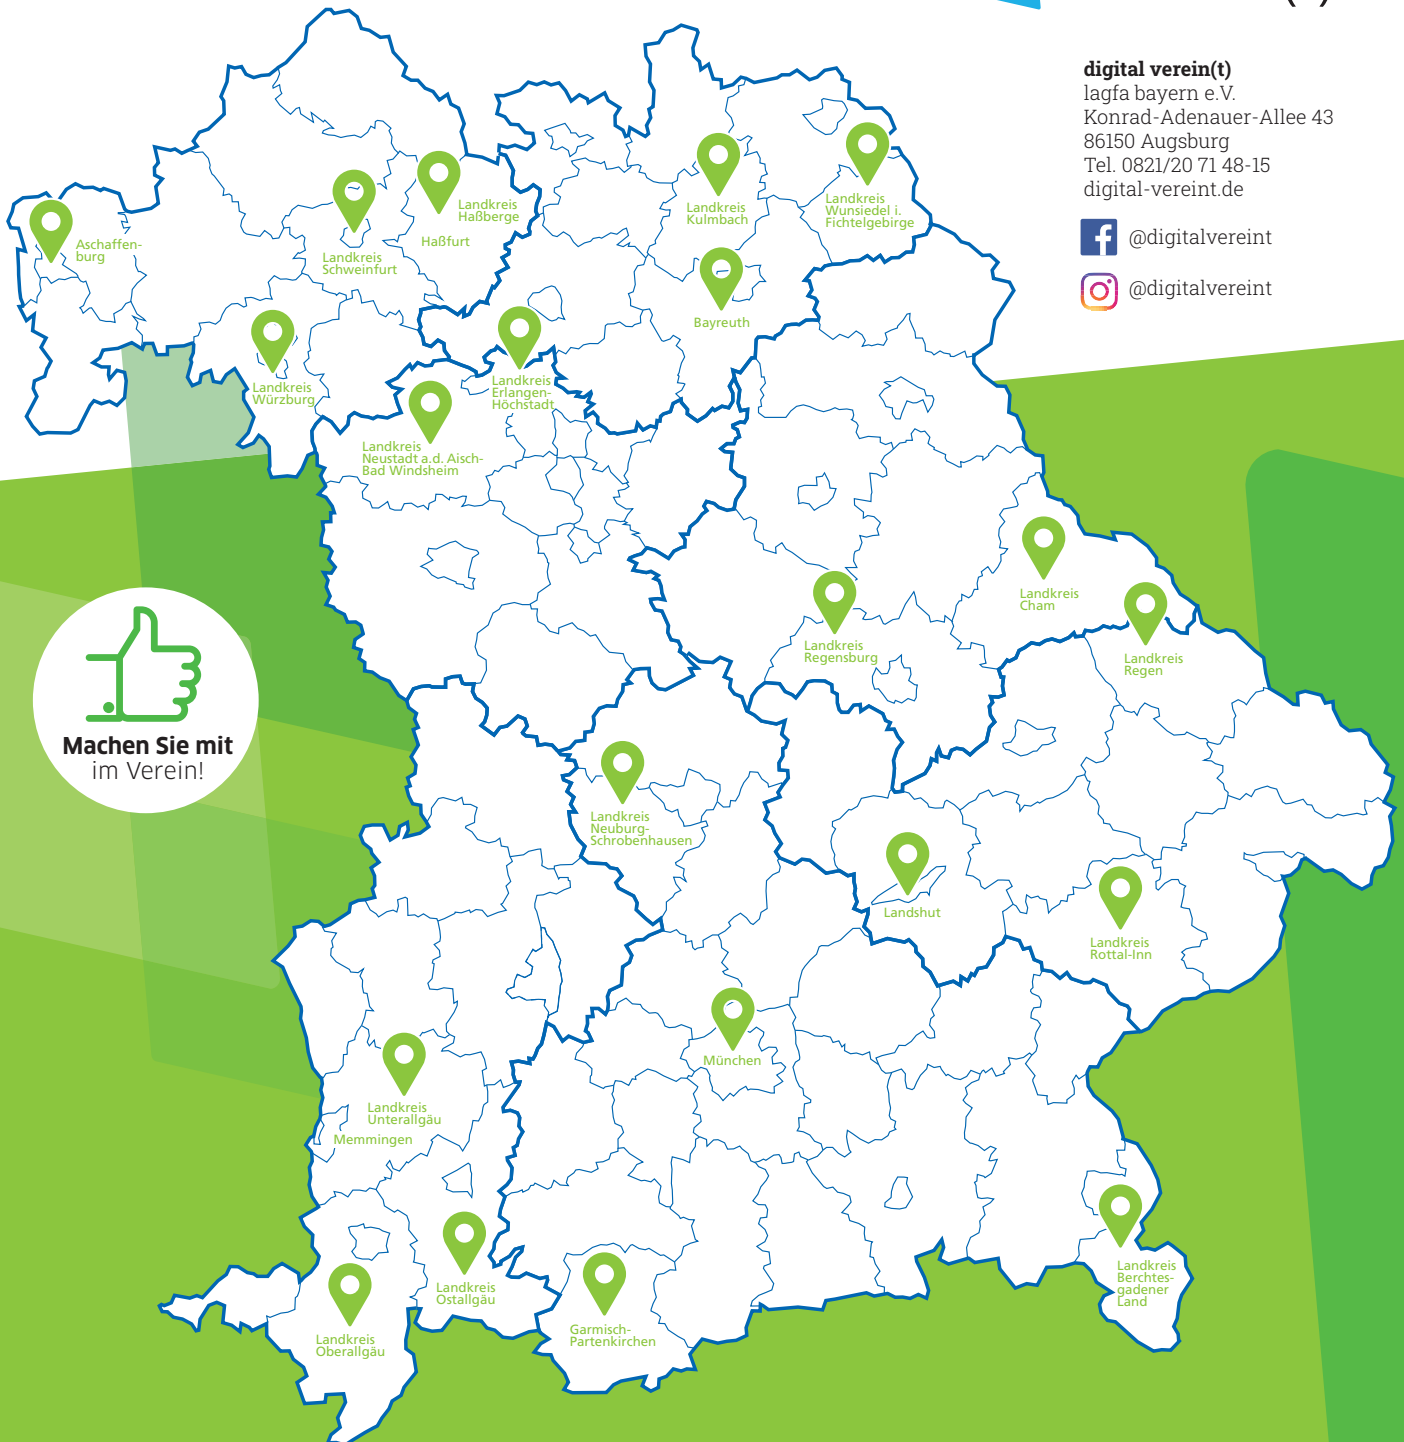 digital verein(t)
lagfa bayern e.V.
Konrad-Adenauer-Allee 43
86150 Augsburg
Tel. 0821/20 71 48-15
digital-vereint.de
@digitalvereint
@digitalvereint
Aschaffen-
burg
Landkreis
Schweinfurt
Landkreis
Haßberge
Haßfurt
Landkreis
Kulmbach
Landkreis
Wunsiedel i.
Fichtelgebirge
Bayreuth
Landkreis
Würzburg
Landkreis
Erlangen-
Höchstadt
Landkreis
Neustadt a.d. Aisch-
Bad Windsheim
Landkreis
Cham
Landkreis
Regensburg
Landkreis
Regen
Machen Sie mit
im Verein!
Landkreis
Neuburg-
Schrobenhausen
Landshut
Landkreis
Rottal-Inn
München
Landkreis
Unterallgäu
Memmingen
Landkreis
Ostallgäu
Landkreis
Oberallgäu
Garmisch-
Partenkirchen
Landkreis
Berchtes-
gadener
Land